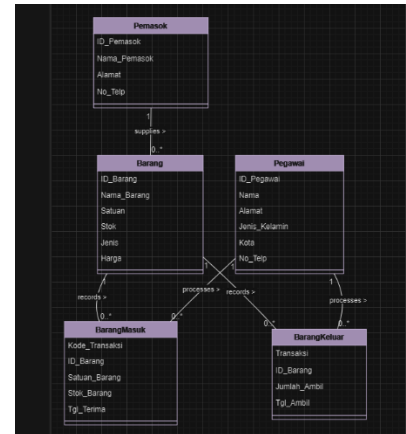 Pemasok
ID_Pemasok
Nama_Pemasok
Alamat
No_Telp
1
supplies >
0..*
Barang
ID_Barang
Nama_Barang
Satuan
Stok
Jenis
Harga
Pegawai
ID_Pegawai
Nama
Alamat
Jenis_Kelamin
Kota
No_Telp
1
1
1
1
records >
processes >
records >
processes >
0..*
0..*
0..*
0..*
BarangMasuk
Kode_Transaksi
ID_Barang
Satuan_Barang
Stok_Barang
Tgl_Terima
BarangKeluar
Transaksi
ID_Barang
Jumlah_Ambil
Tgl_Ambil